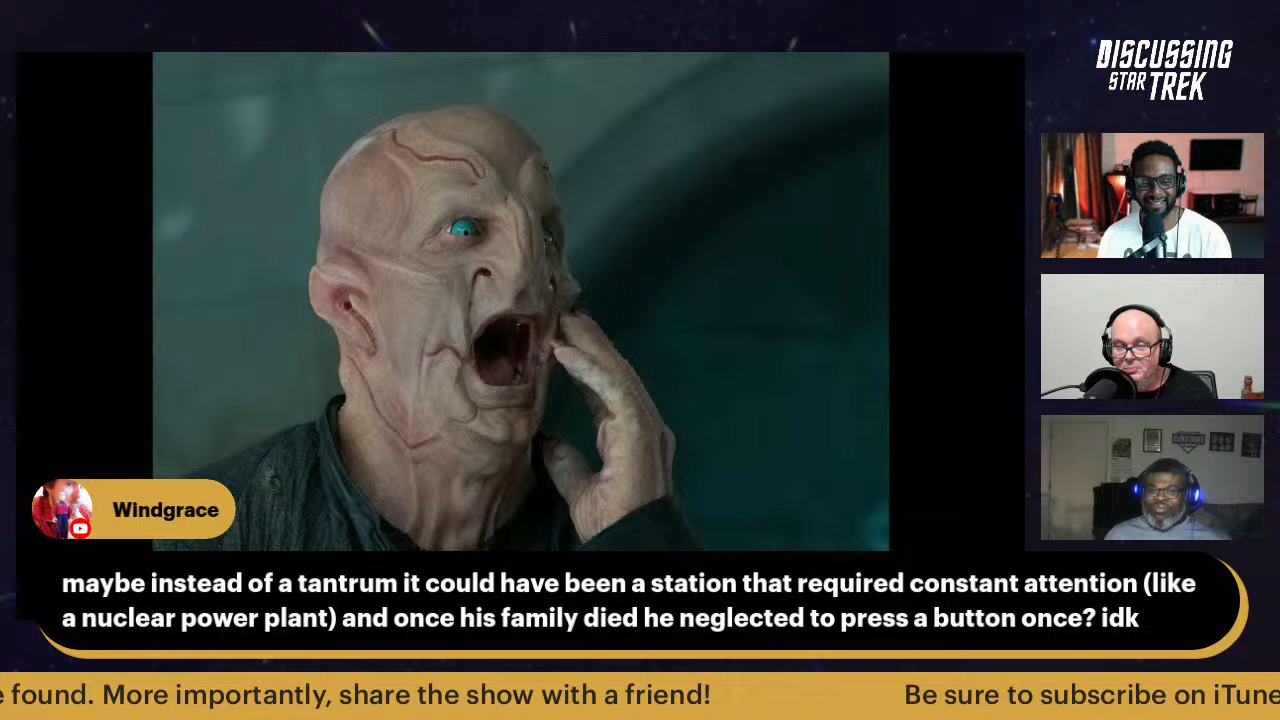 DISCUSSING
STAR TREK
Windgrace
maybe instead of a tantrum it could have been a station that required constant attention (like
a nuclear power plant) and once his family died he neglected to press a button once? idk
e found. More importantly, share the show with a friend! Be sure to subscribe on iTune